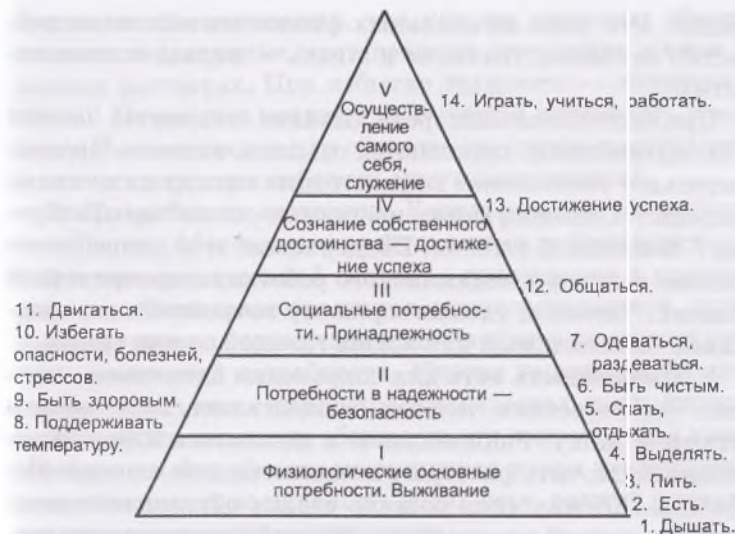 V
Осуществ-
ление
самого
себя,
служение
IV
Сознание собственного
достоинства — достиже-
ние успеха
III
Социальные потребнос-
ти. Принадлежность
II
Потребности в надежности —
безопасность
I
Физиологические основные
потребности. Выживание
14. Играть, учиться, работать.
13. Достижение успеха.
12. Общаться.
11. Двигаться.
10. Избегать
опасности, болезней,
стрессов.
9. Быть здоровым
8. Поддерживать
температуру.
7. Одеваться,
раздеваться.
6. Быть чистым.
5. Спать,
отдыхать.
4. Выделять.
3. Пить.
2. Есть.
1. Дышать.